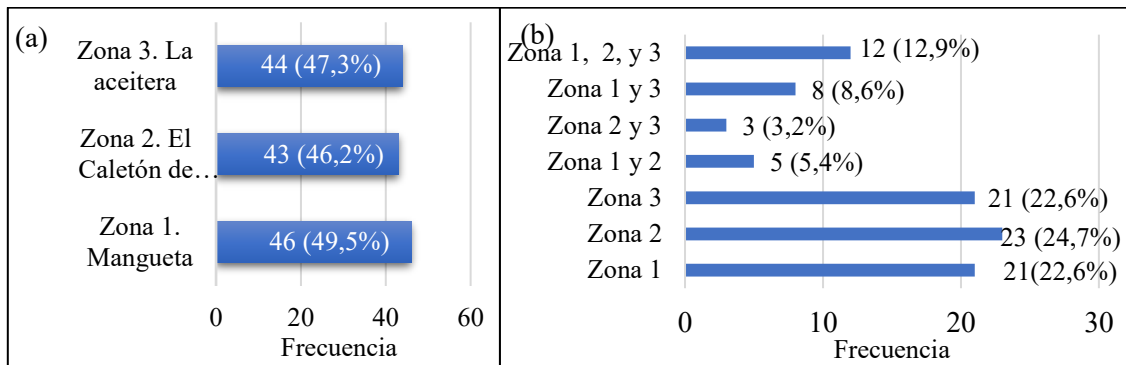 (a)
Zona 3. La
aceitera
44 (47,3%)
Zona 2. El
Caletón de…
43 (46,2%)
Zona 1.
Mangueta
46 (49,5%)
0 20 40 60
Frecuencia
(b)
Zona 1, 2, y 3
12 (12,9%)
Zona 1 y 3
8 (8,6%)
Zona 2 y 3
3 (3,2%)
Zona 1 y 2
5 (5,4%)
Zona 3
21 (22,6%)
Zona 2
23 (24,7%)
Zona 1
21(22,6%)
0 10 20 30
Frecuencia